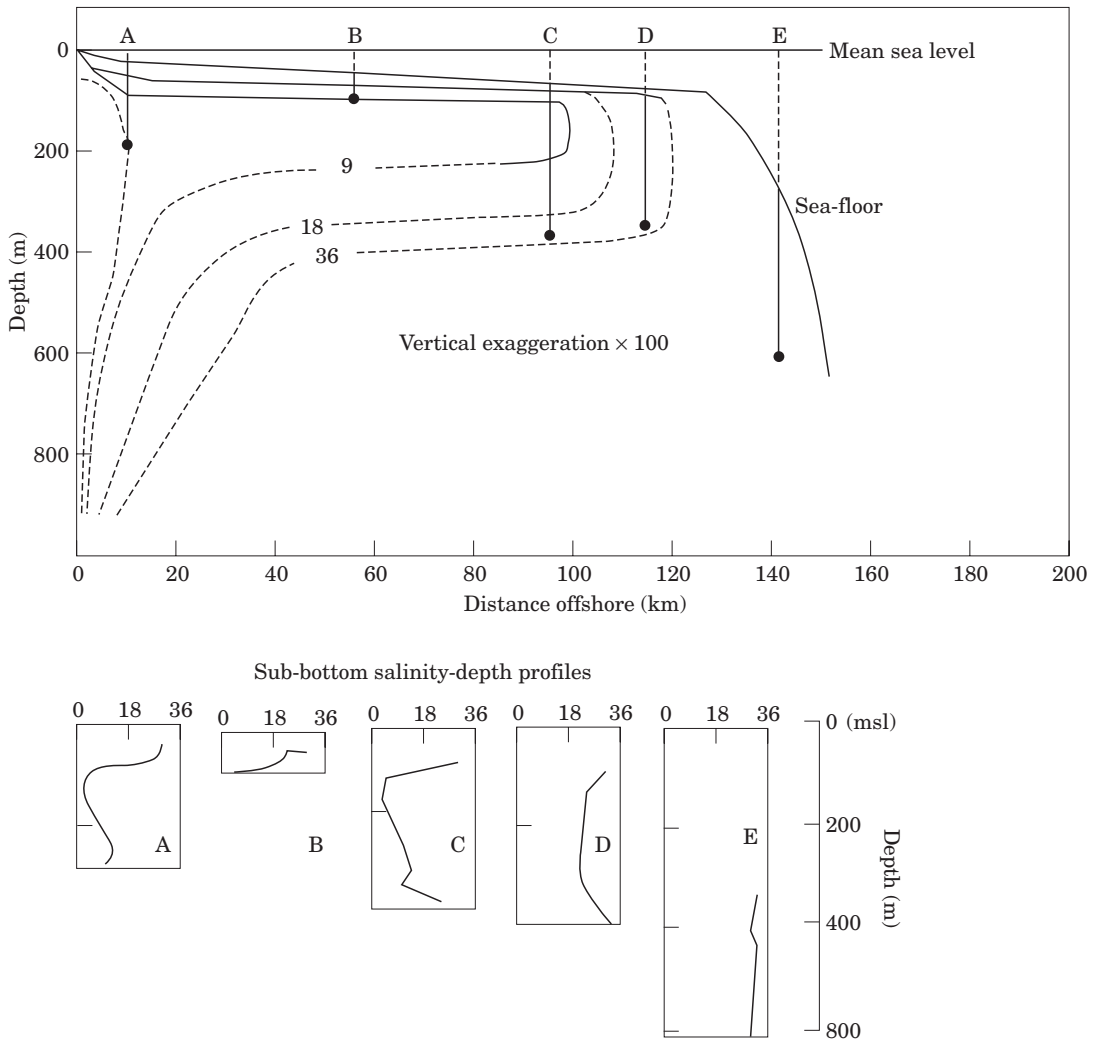 A B C D E
0 Mean sea level
200
9
Sea-floor
18
400
36
Depth (m)
Vertical exaggeration × 100
600
800
0 20 40 60 80 100 120 140 160 180 200
Distance offshore (km)
Sub-bottom salinity-depth profiles
0 18 36 0 18 36 0 18 36 0 18 36 0 18 36 0 (msl)
200
A B C D E
Depth (m)
400
800